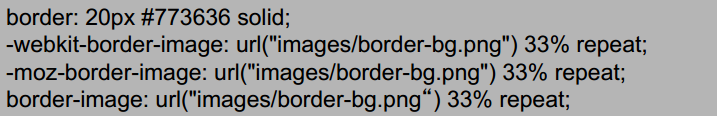 border: 20px #773636 solid;
-webkit-border-image: url("images/border-bg.png") 33% repeat;
-moz-border-image: url("images/border-bg.png") 33% repeat;
border-image: url("images/border-bg.png“) 33% repeat;